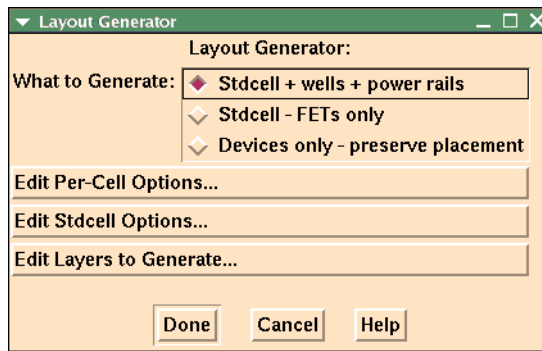 Layout Generator
Layout Generator:
What to Generate: Stdcell + wells + power rails
Stdcell - FETs only
Devices only - preserve placement
Edit Per-Cell Options...
Edit Stdcell Options...
Edit Layers to Generate...
Done Cancel Help